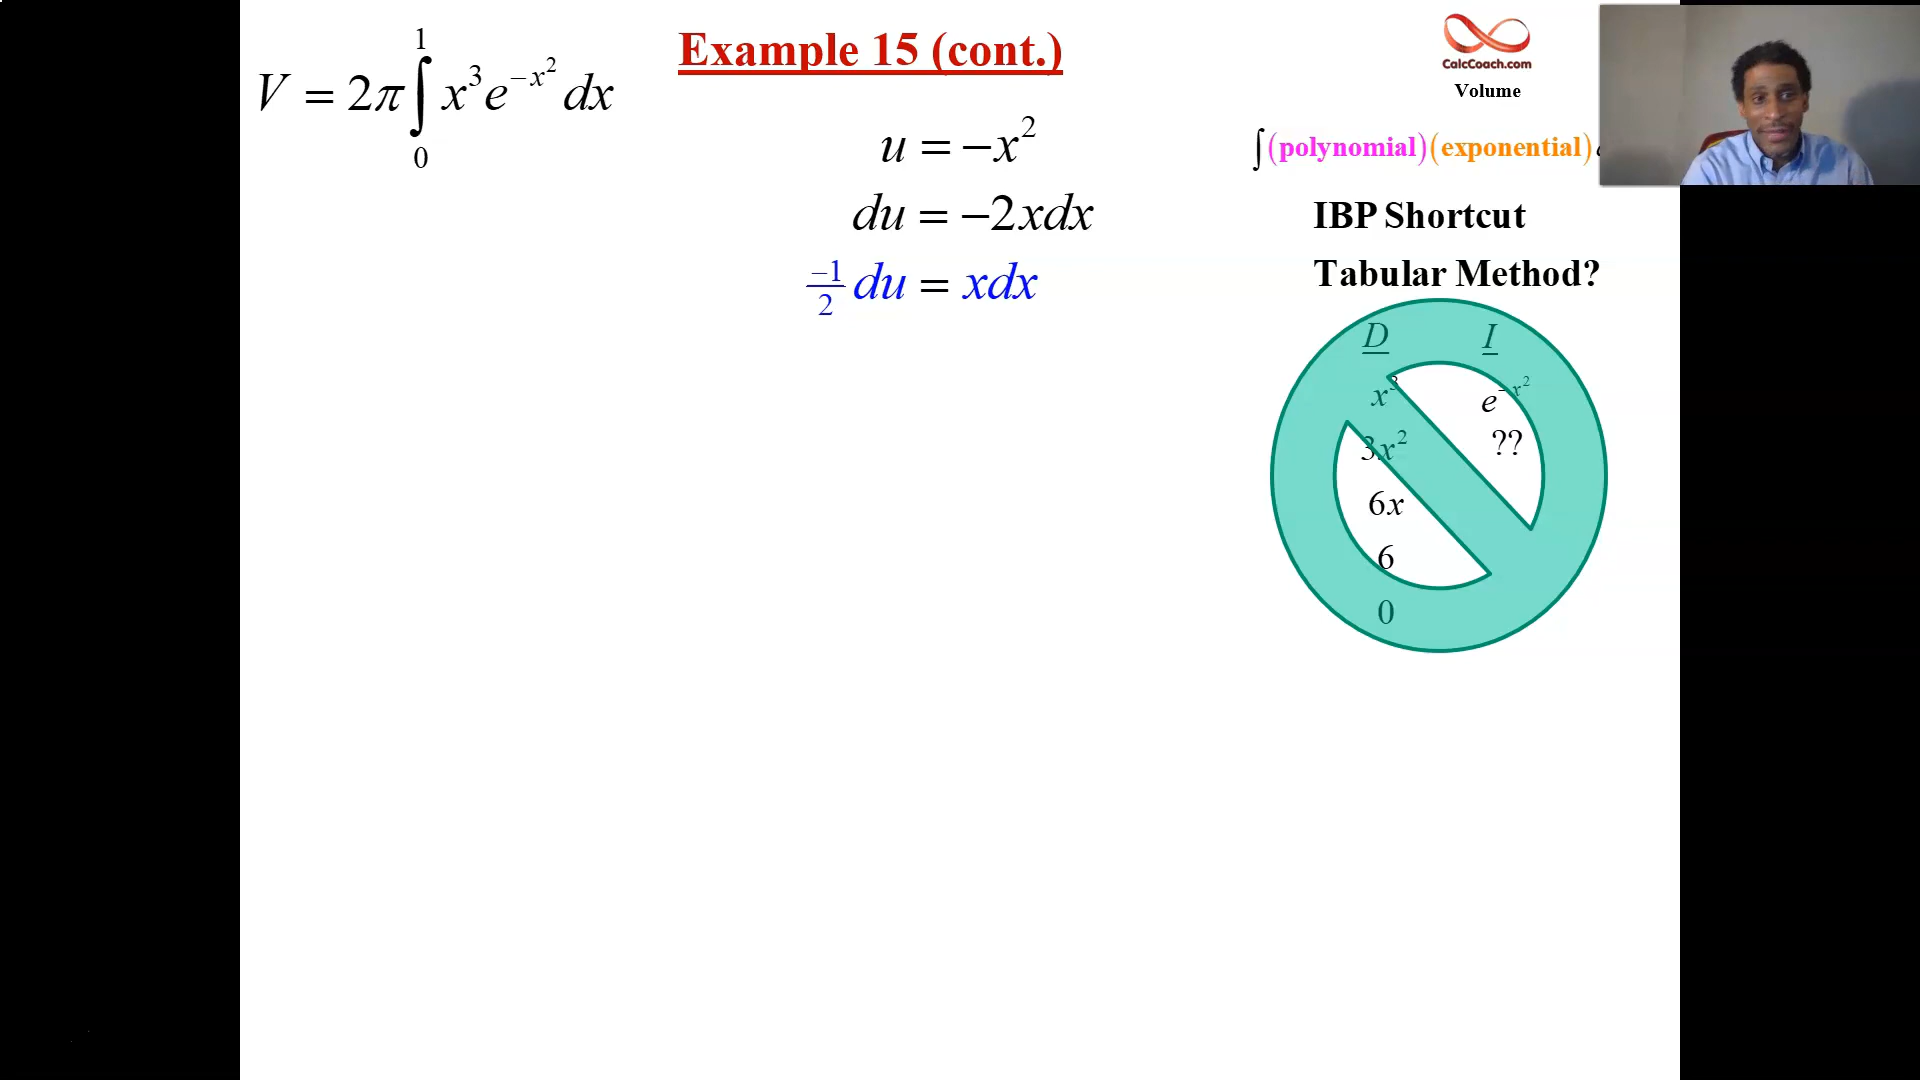 Example 15 (cont.)
V = 2π∫₀¹ x³e^(−x²) dx
u = −x²
du = −2xdx
−1/2 du = xdx
CalcCoach.com
Volume
∫(polynomial)(exponential)
IBP Shortcut
Tabular Method?
D I
x³ e^(−x²)
3x² ??
6x
6
0